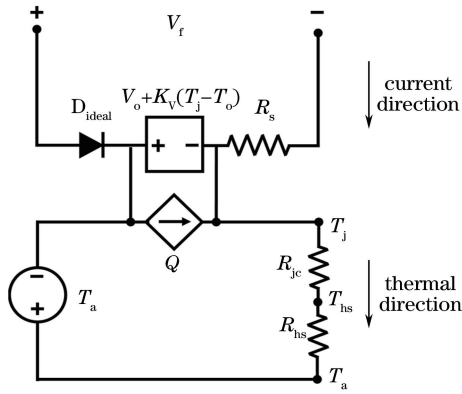 + V_f −
D_ideal V_o+K_V(T_j−T_o) R_s
+ −
current
direction
Q
T_j
R_jc
T_hs
R_hs
T_a
−
+
T_a
thermal
direction